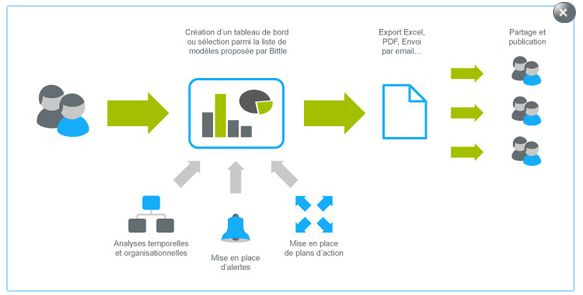 Création d'un tableau de bord
ou sélection parmi la liste de
modèles proposée par Bittle
Export Excel,
PDF, Envoi
par email...
Partage et
publication
Analyses temporelles
et organisationnelles
Mise en place
d'alertes
Mise en place
de plans d'action